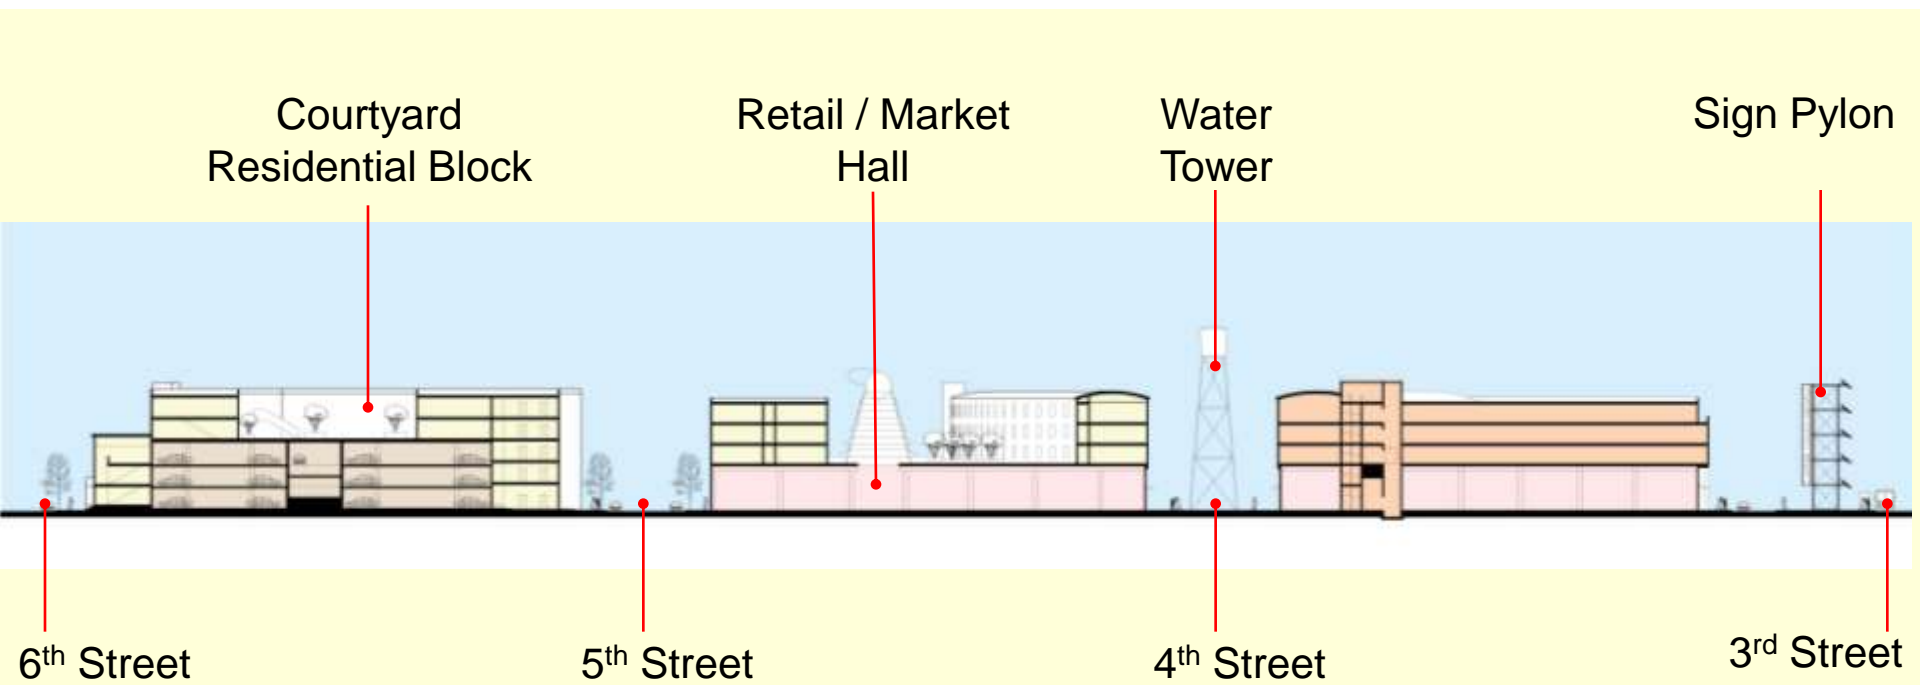 Courtyard
Residential Block
Retail / Market
Hall
Water
Tower
Sign Pylon
6th Street
5th Street
4th Street
3rd Street